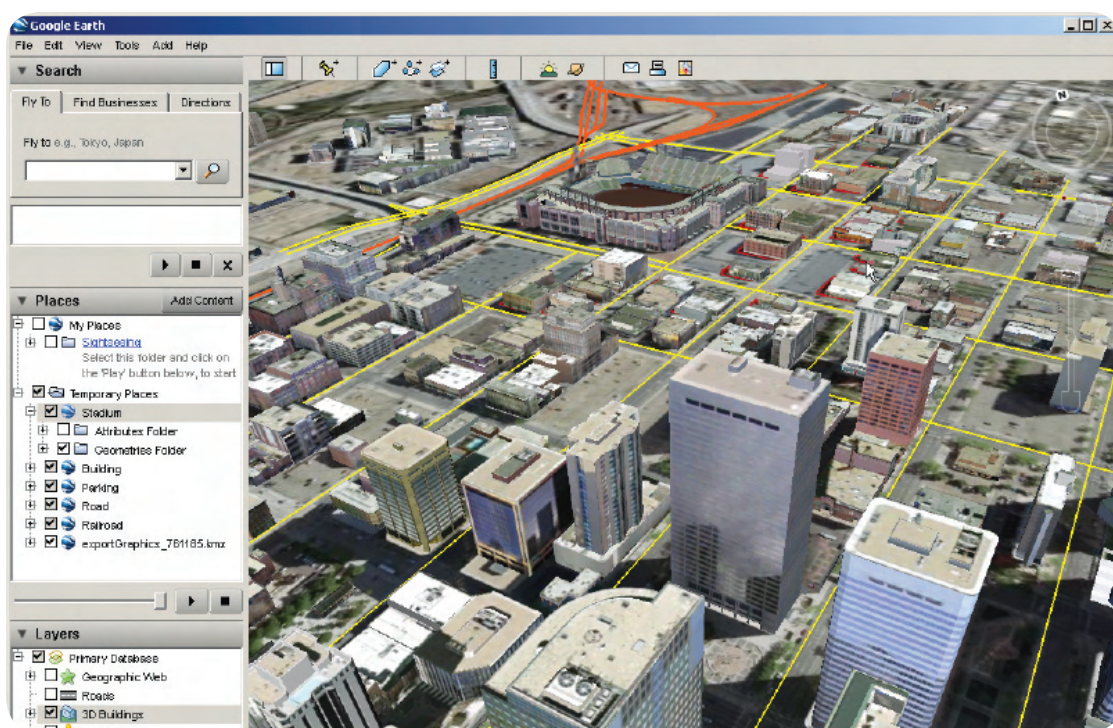 Google Earth
File Edit View Tools Add Help
Search
Fly To Find Businesses Directions
Fly to e.g., Tokyo, Japan
Places Add Content
My Places
Sightseeing
Select this folder and click on
the 'Play' button below, to start
Temporary Places
Stadium
Attributes Folder
Geometries Folder
Building
Parking
Road
Railroad
exportGraphics_781185.kmz
Layers
Primary Database
Geographic Web
Roads
3D Buildings
N